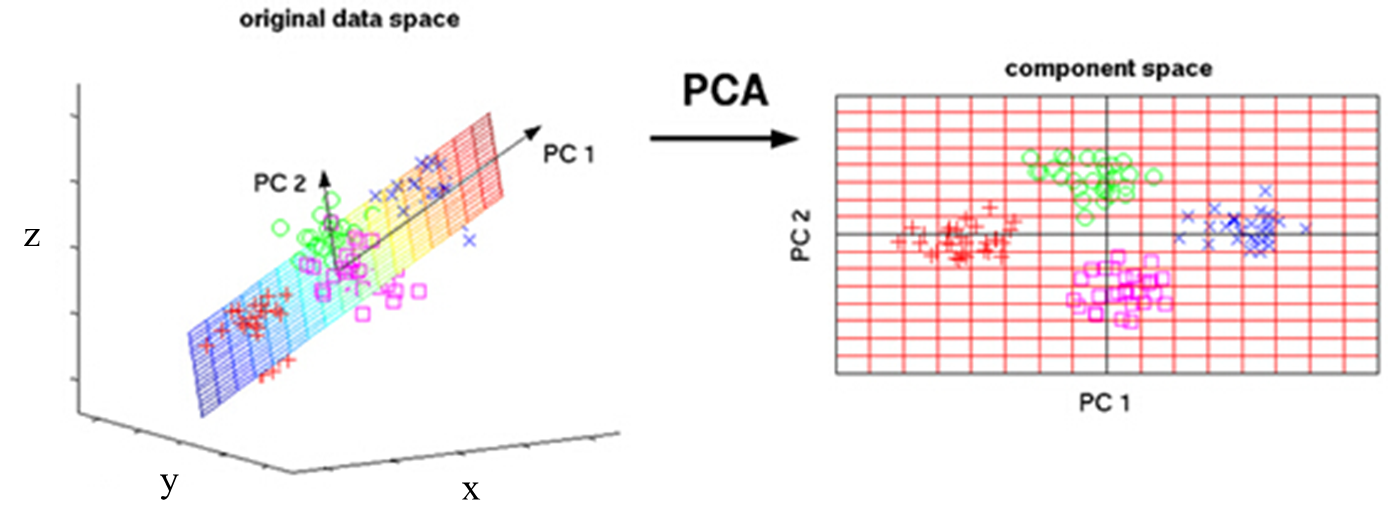 original data space
PCA
component space
PC 1
PC 2
z
PC 2
y
x
PC 1